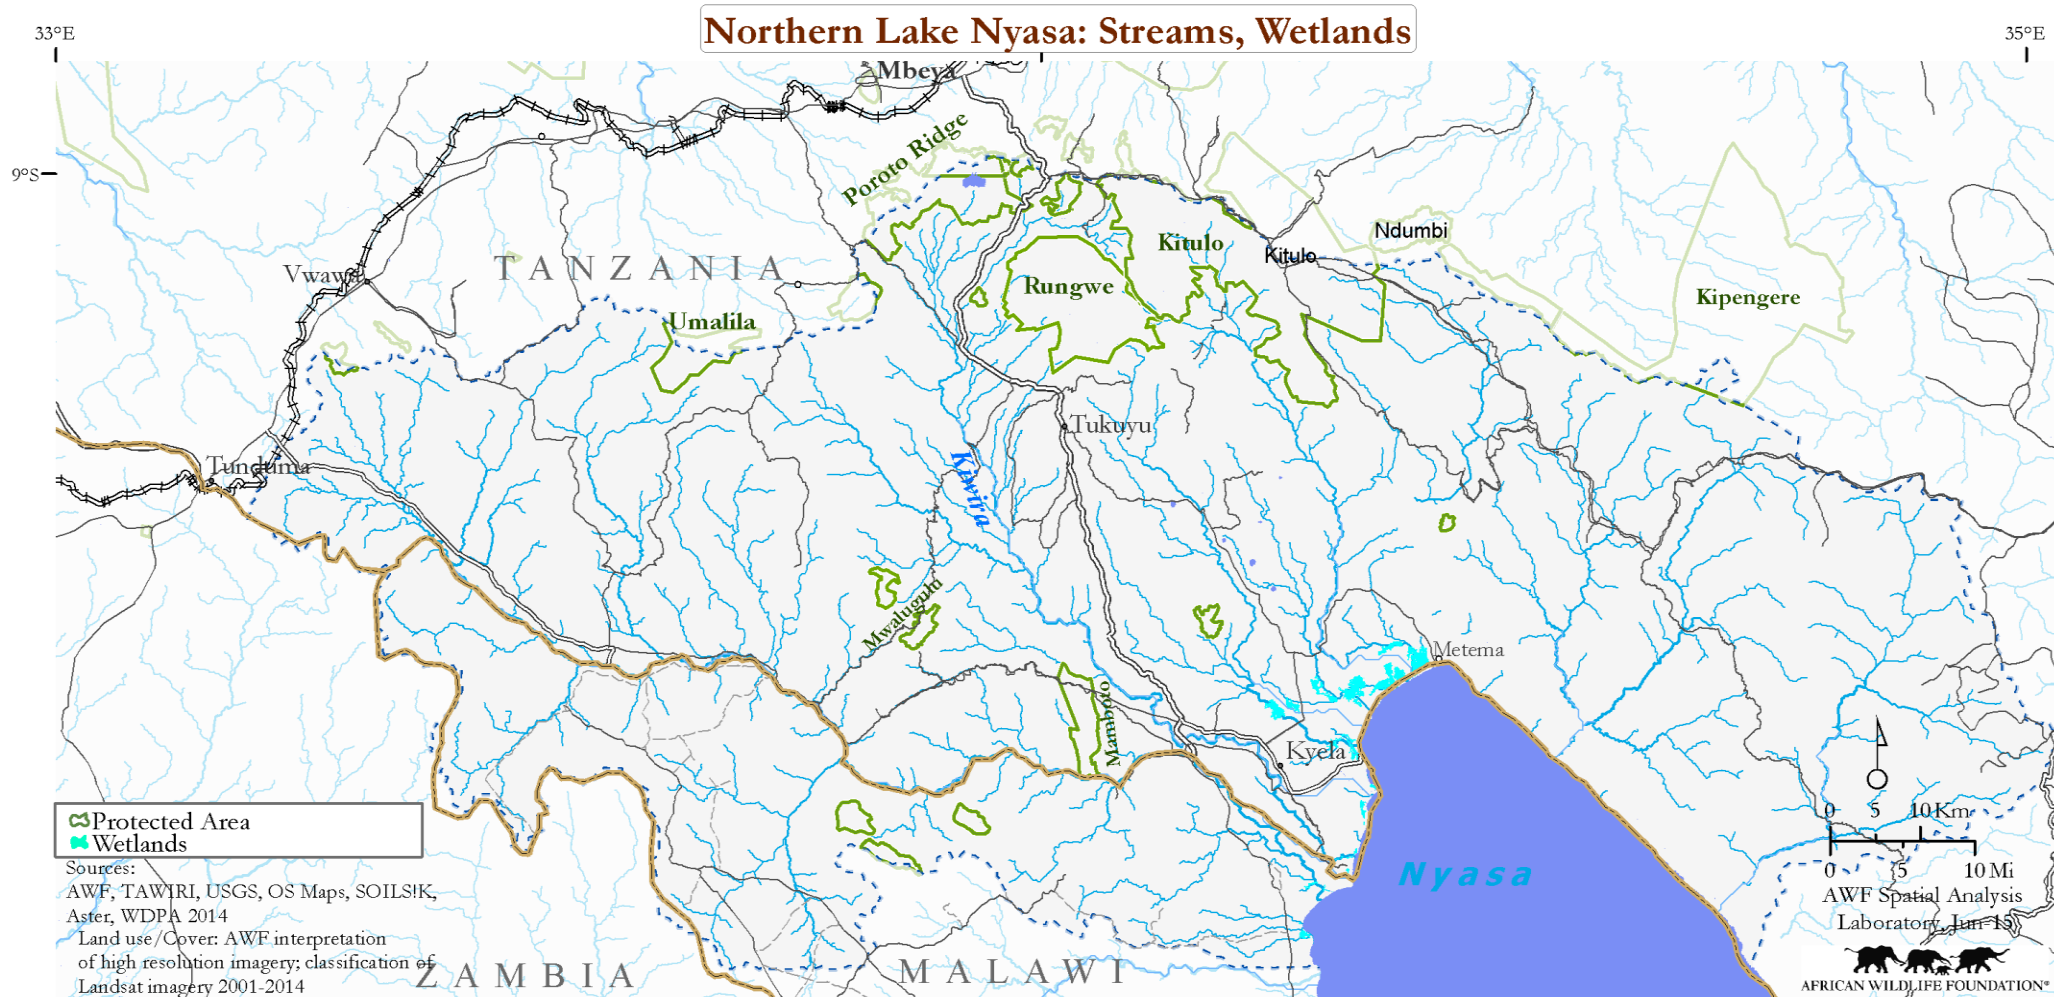 Northern Lake Nyasa: Streams, Wetlands
33°E
35°E
Mbeya
Poroto Ridge
9°S
Ndumbi
Kitulo
Kitulo
Vwawa
TANZANIA
Rungwe
Kipengere
Umalila
Tukuyu
Tunduma
Kiwira
Mwalugulu
Metema
Mamboto
Kyela
0 5 10 Km
0 5 10 Mi
Nyasa
Protected Area
Wetlands
Sources:
AWF, TAWIRI, USGS, OS Maps, SOILS!K,
Aster, WDPA 2014
Land use/Cover: AWF interpretation
of high resolution imagery; classification of
Landsat imagery 2001-2014
ZAMBIA
MALAWI
AWF Spatial Analysis
Laboratory, Jun-15
AFRICAN WILDLIFE FOUNDATION®